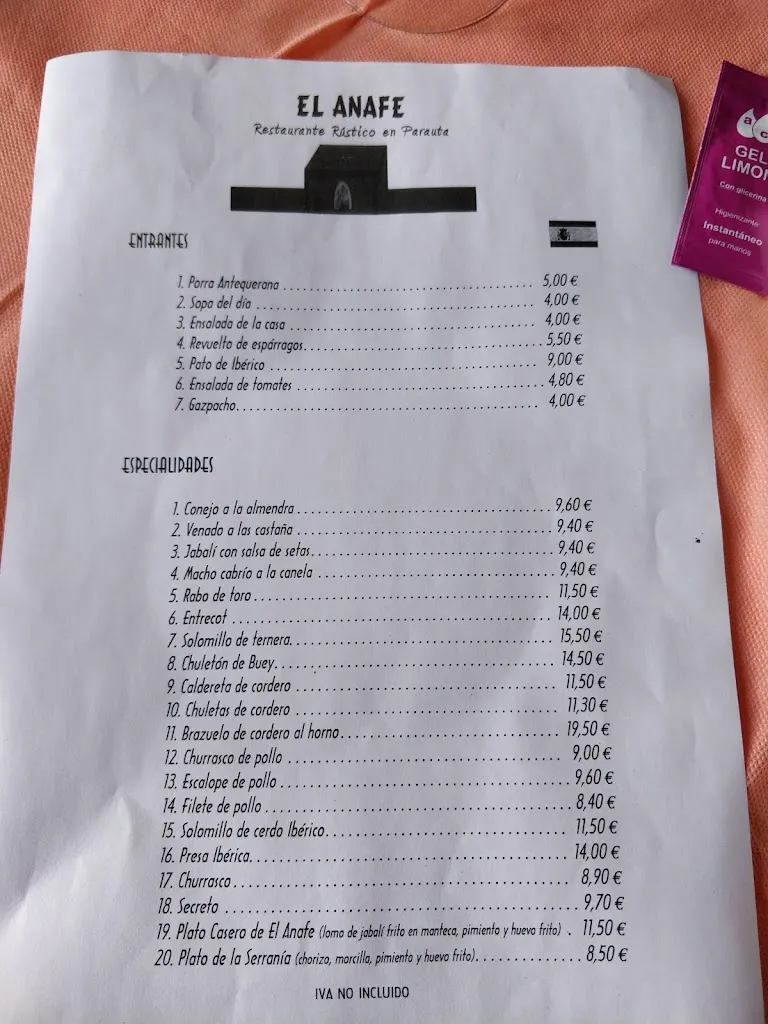 EL ANAFE
Restaurante Rústico en Parauta
ENTRANTES
1. Porra Antequerana ........ 5,00 €
2. Sopa del día ........ 4,00 €
3. Ensalada de la casa ........ 4,00 €
4. Revuelto de espárragos ........ 5,50 €
5. Pato de Ibérico ........ 9,00 €
6. Ensalada de tomates ........ 4,80 €
7. Gazpacho ........ 4,00 €
ESPECIALIDADES
1. Conejo a la almendra ........ 9,60 €
2. Venado a las castaña ........ 9,40 €
3. Jabalí con salsa de setas ........ 9,40 €
4. Macho cabrío a la canela ........ 9,40 €
5. Rabo de toro ........ 11,50 €
6. Entrecot ........ 14,00 €
7. Solomillo de ternera ........ 15,50 €
8. Chuletón de Buey ........ 14,50 €
9. Caldereta de cordero ........ 11,50 €
10. Chuletas de cordero ........ 11,30 €
11. Brazuelo de cordero al horno ........ 19,50 €
12. Churrasco de pollo ........ 9,00 €
13. Escalope de pollo ........ 9,60 €
14. Filete de pollo ........ 8,40 €
15. Solomillo de cerdo Ibérico ........ 11,50 €
16. Presa Ibérica ........ 14,00 €
17. Churrasco ........ 8,90 €
18. Secreto ........ 9,70 €
19. Plato Casero de El Anafe (loma de jabalí frito en manteca, pimiento y huevo frito) . 11,50 €
20. Plato de la Serranía (chorizo, morcilla, pimiento y huevo frito) ........ 8,50 €
IVA NO INCLUIDO
a c
GEL
LIMON
Con glicerina
Higienizante
Instantáneo
para manos